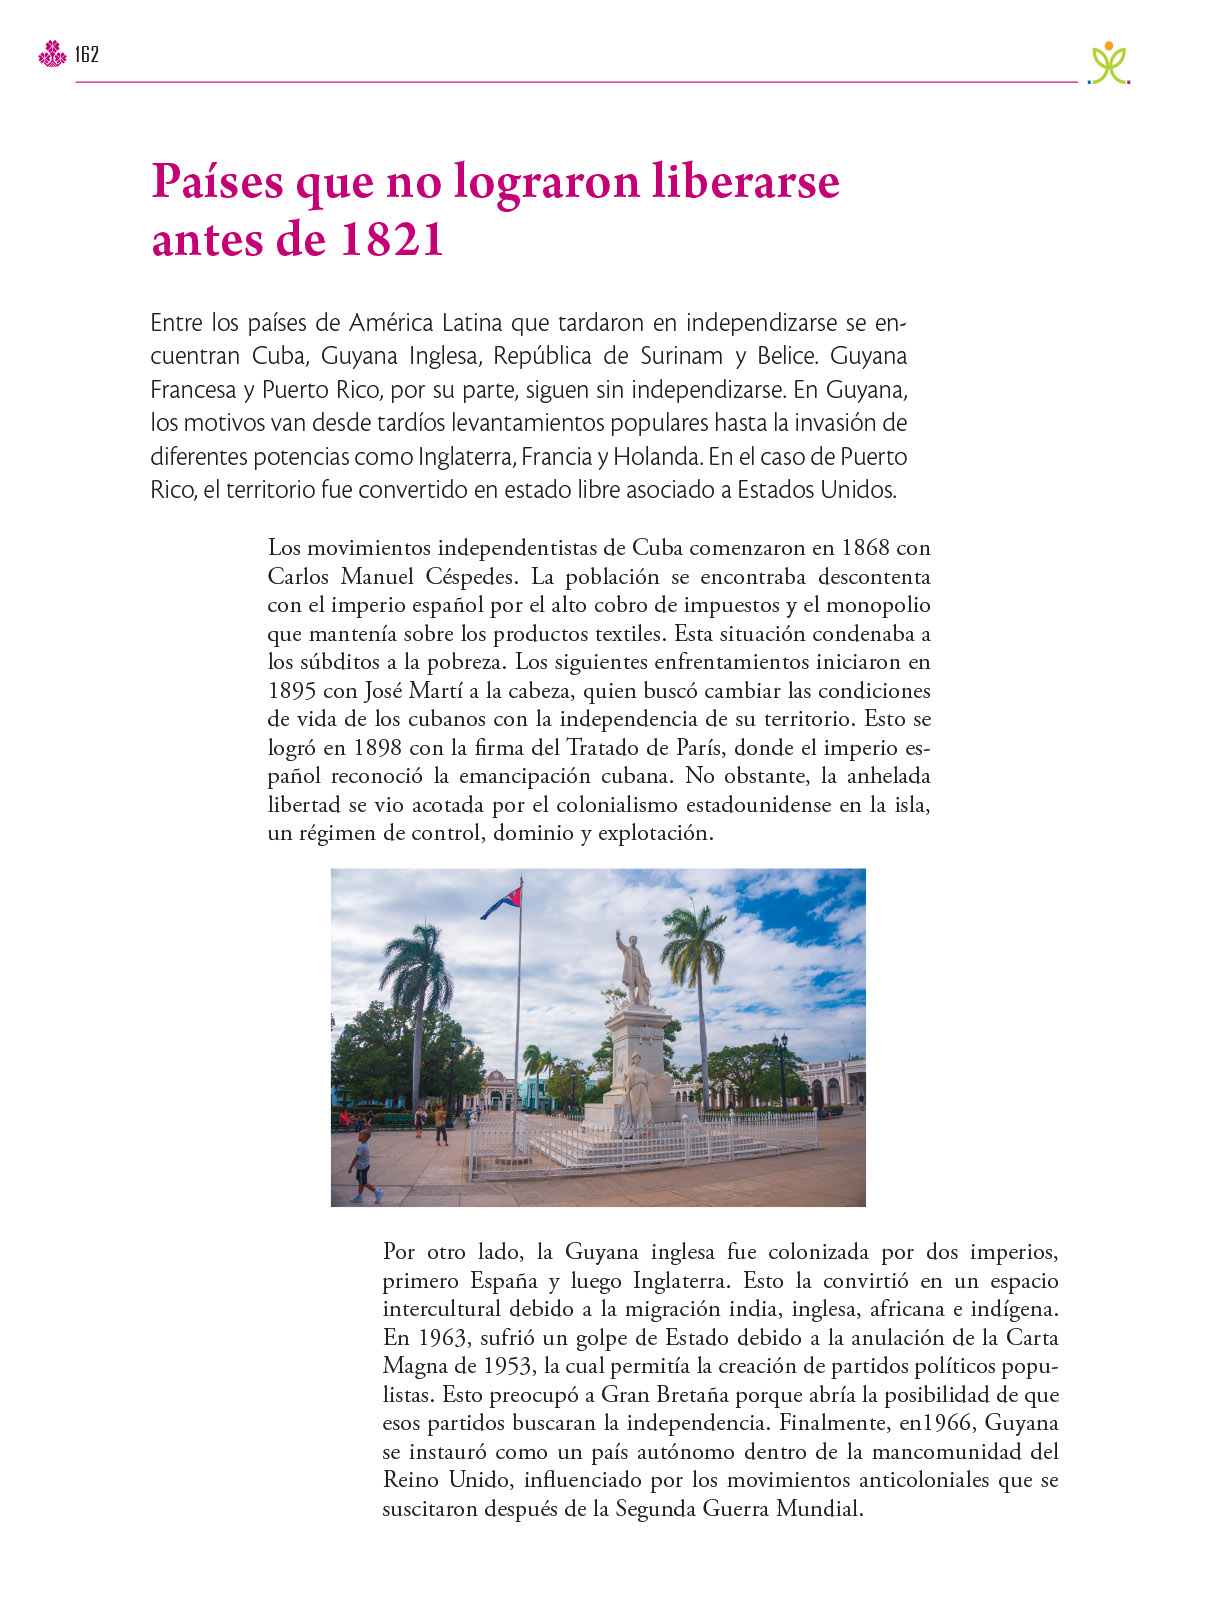 162
Países que no lograron liberarse
antes de 1821
Entre los países de América Latina que tardaron en independizarse se en-
cuentran Cuba, Guyana Inglesa, República de Surinam y Belice. Guyana
Francesa y Puerto Rico, por su parte, siguen sin independizarse. En Guyana,
los motivos van desde tardíos levantamientos populares hasta la invasión de
diferentes potencias como Inglaterra, Francia y Holanda. En el caso de Puerto
Rico, el territorio fue convertido en estado libre asociado a Estados Unidos.
Los movimientos independentistas de Cuba comenzaron en 1868 con
Carlos Manuel Céspedes. La población se encontraba descontenta
con el imperio español por el alto cobro de impuestos y el monopolio
que mantenía sobre los productos textiles. Esta situación condenaba a
los súbditos a la pobreza. Los siguientes enfrentamientos iniciaron en
1895 con José Martí a la cabeza, quien buscó cambiar las condiciones
de vida de los cubanos con la independencia de su territorio. Esto se
logró en 1898 con la firma del Tratado de París, donde el imperio es-
pañol reconoció la emancipación cubana. No obstante, la anhelada
libertad se vio acotada por el colonialismo estadounidense en la isla,
un régimen de control, dominio y explotación.
Por otro lado, la Guyana inglesa fue colonizada por dos imperios,
primero España y luego Inglaterra. Esto la convirtió en un espacio
intercultural debido a la migración india, inglesa, africana e indígena.
En 1963, sufrió un golpe de Estado debido a la anulación de la Carta
Magna de 1953, la cual permitía la creación de partidos políticos popu-
listas. Esto preocupó a Gran Bretaña porque abría la posibilidad de que
esos partidos buscaran la independencia. Finalmente, en1966, Guyana
se instauró como un país autónomo dentro de la mancomunidad del
Reino Unido, influenciado por los movimientos anticoloniales que se
suscitaron después de la Segunda Guerra Mundial.